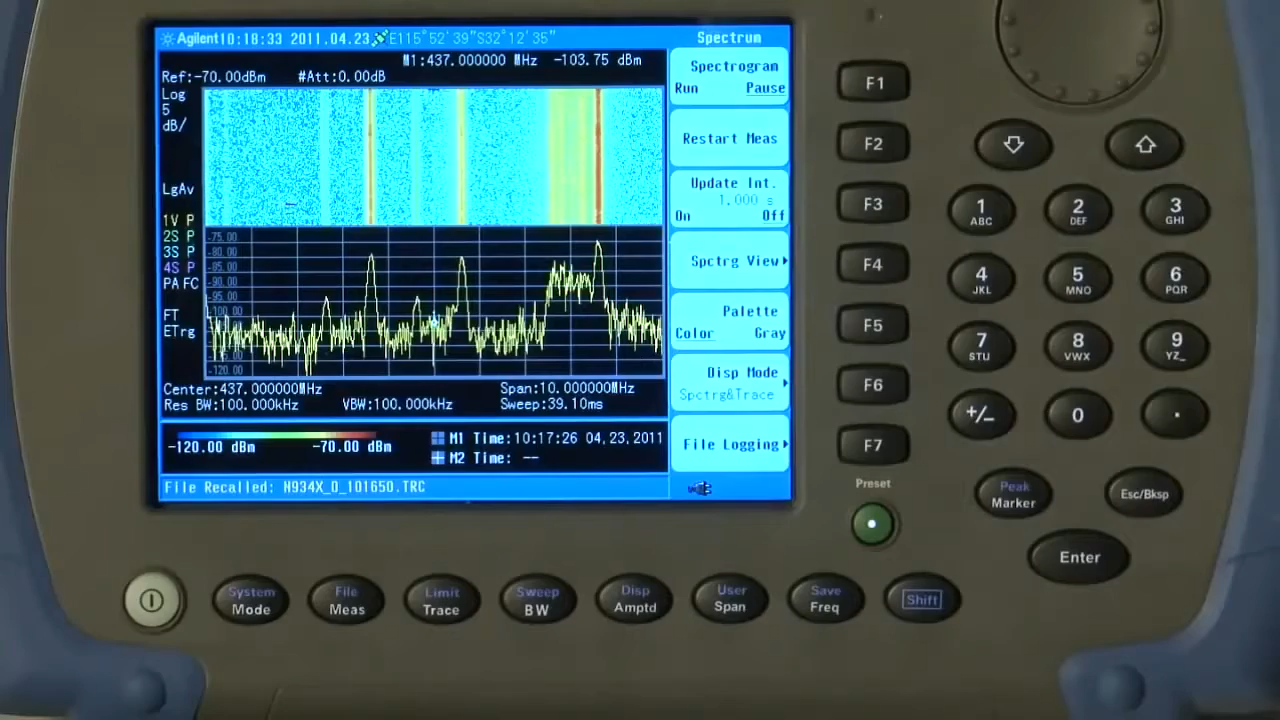 Agilent 10:18:33 2011.04.23 E115°52'39"S32°12'35"
Spectrum
M1:437.000000 MHz -103.75 dBm
Ref:-70.00dBm #Att:0.00dB
Log
5
dB/
LgAv
1V P
2S P
3S P
4S P
PA FC
FT
ETrg
-75.00
-80.00
-85.00
-90.00
-95.00
-100.00
-120.00
Center:437.000000MHz Span:10.000000MHz
Res BW:100.000kHz VBW:100.000kHz Sweep:39.10ms
-120.00 dBm -70.00 dBm
M1 Time:10:17:26 04,23,2011
M2 Time: --
File Recalled: N934X_0_101650.TRC
Spectrogram
Run Pause
Restart Meas
Update Int.
1.000 s
On Off
Spctrg View
Palette
Color Gray
Disp Mode
Spctrg&Trace
File Logging
F1
F2
F3
F4
F5
F6
F7
Preset
1 ABC
2 DEF
3 GHI
4 JKL
5 MNO
6 PQR
7 STU
8 VWX
9 YZ_
+/-
0
.
Peak
Marker
Esc/Bksp
Enter
System
Mode
File
Meas
Limit
Trace
Sweep
BW
Disp
Amptd
User
Span
Save
Freq
Shift